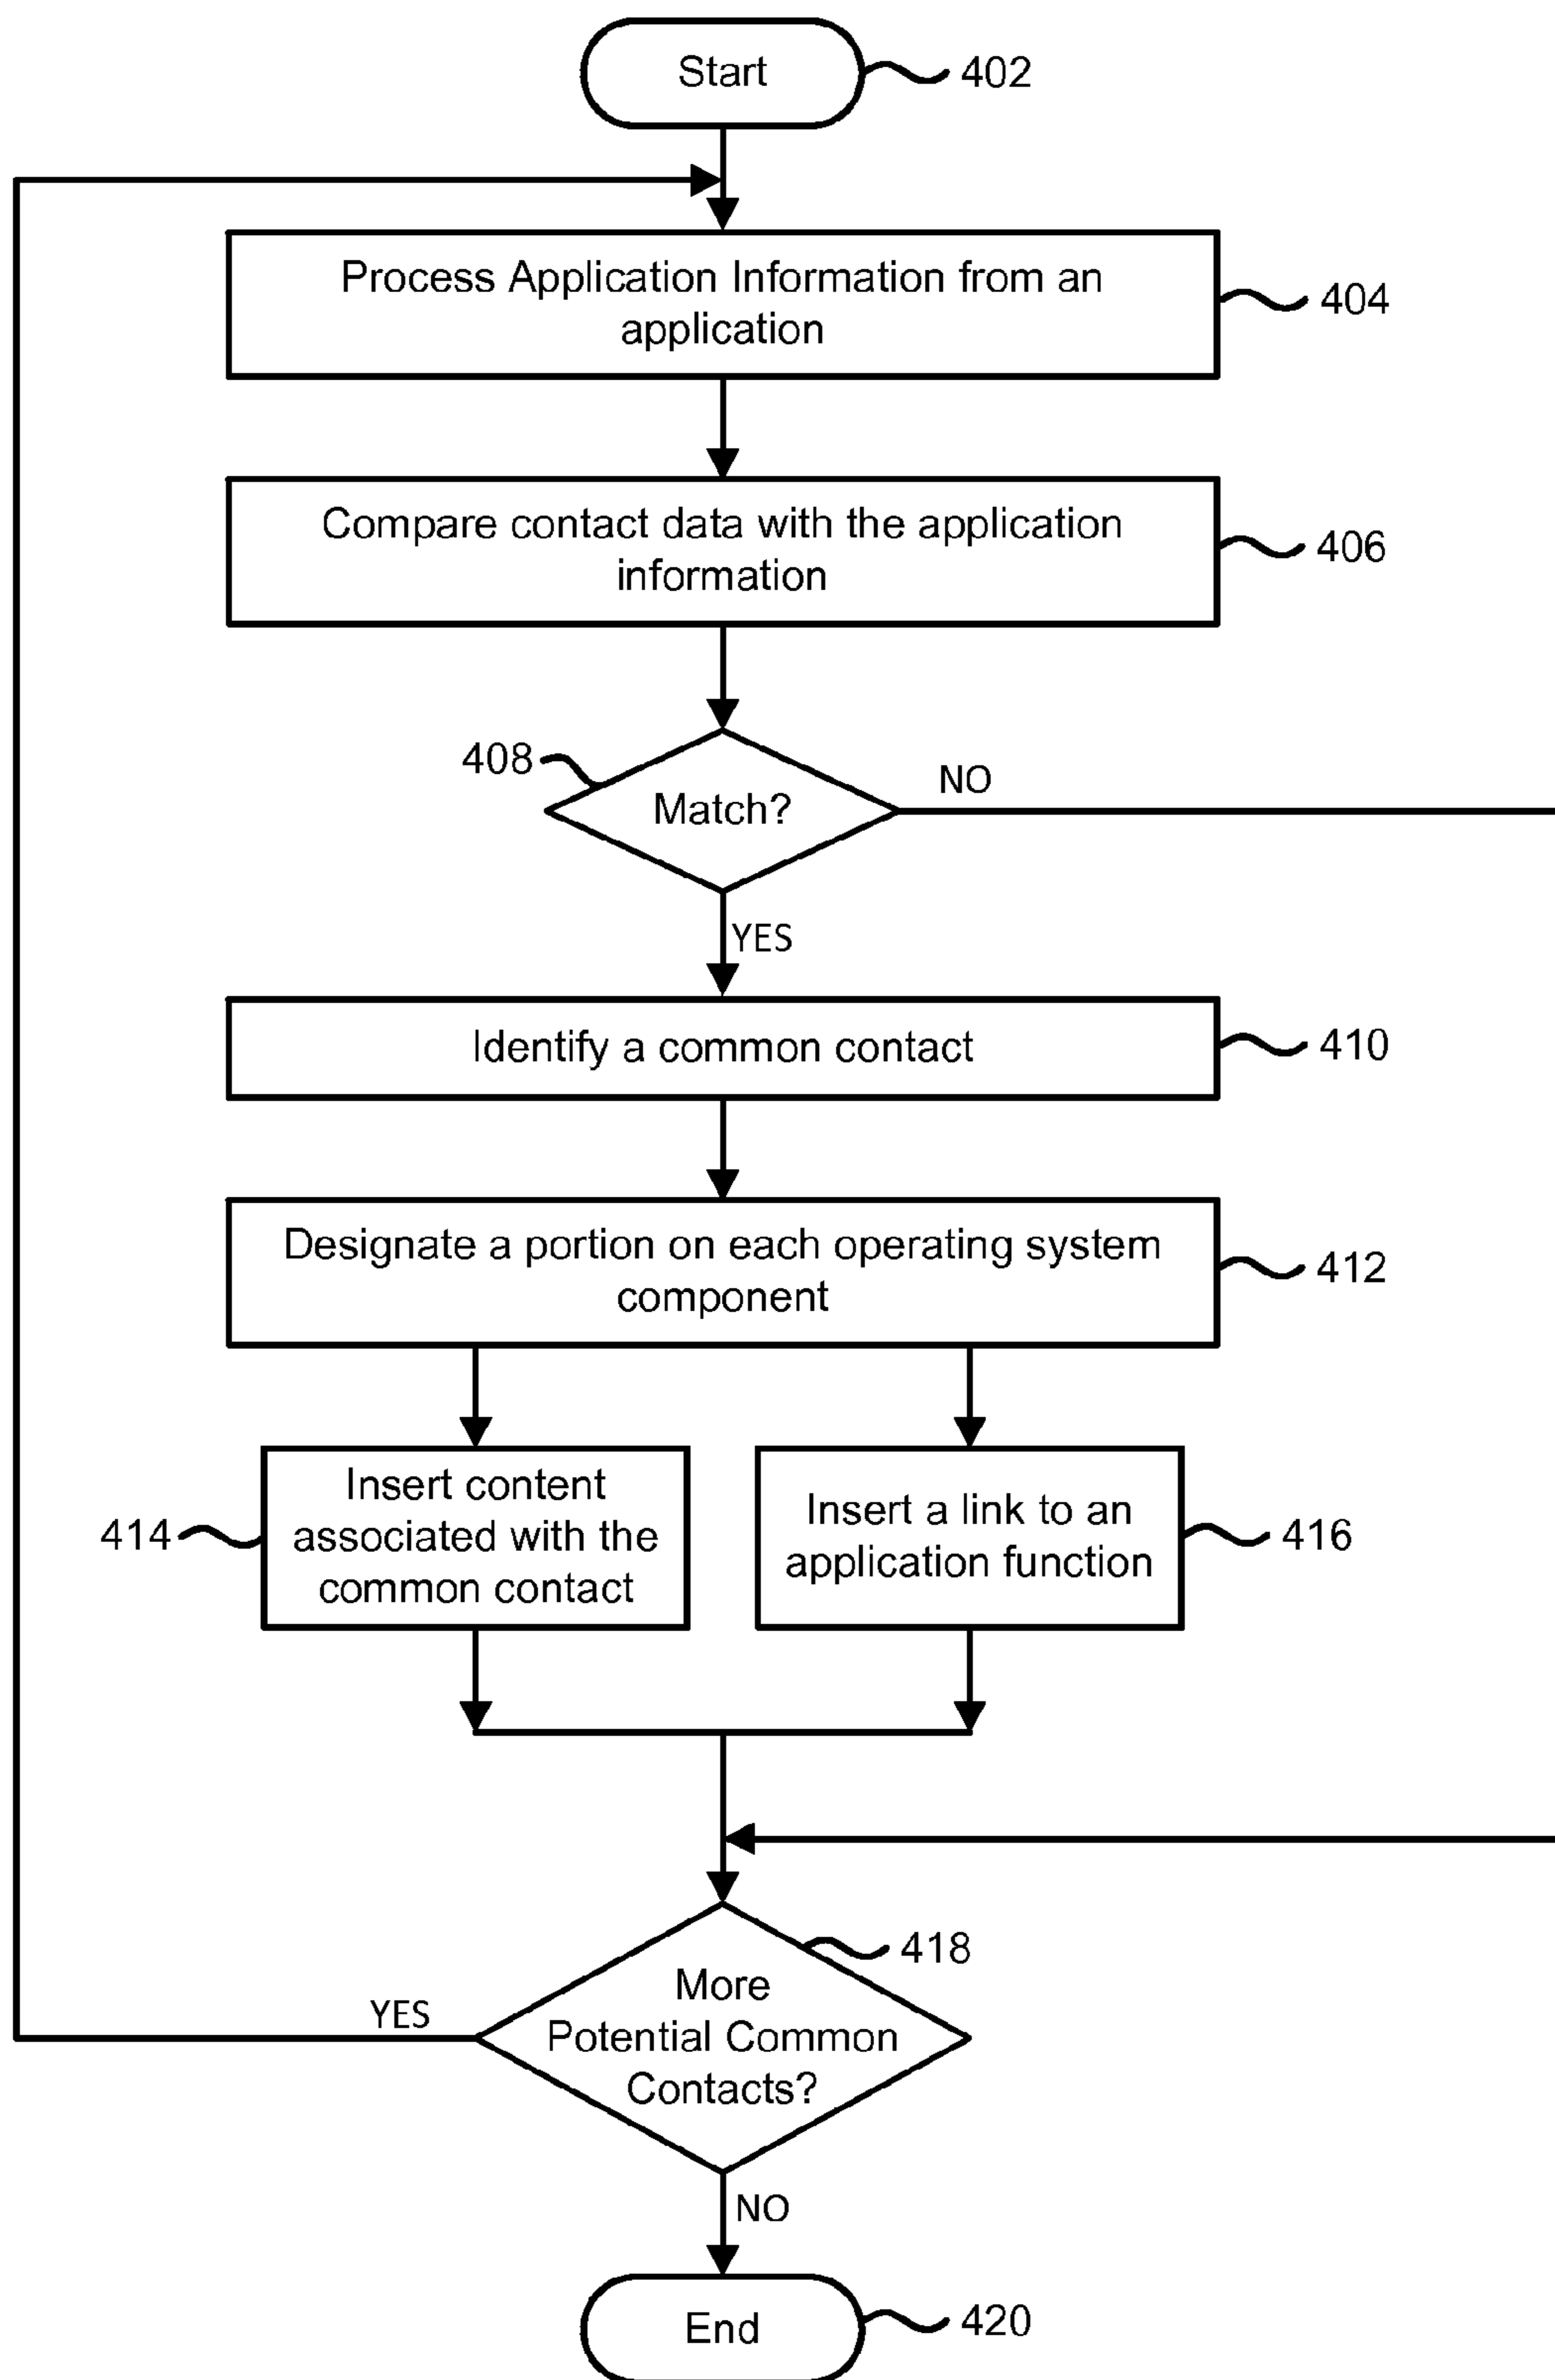 Start
402
Process Application Information from an
application
404
Compare contact data with the application
information
406
408
Match?
NO
YES
Identify a common contact
410
Designate a portion on each operating system
component
412
414
Insert content
associated with the
common contact
Insert a link to an
application function
416
418
More
Potential Common
Contacts?
YES
NO
End
420